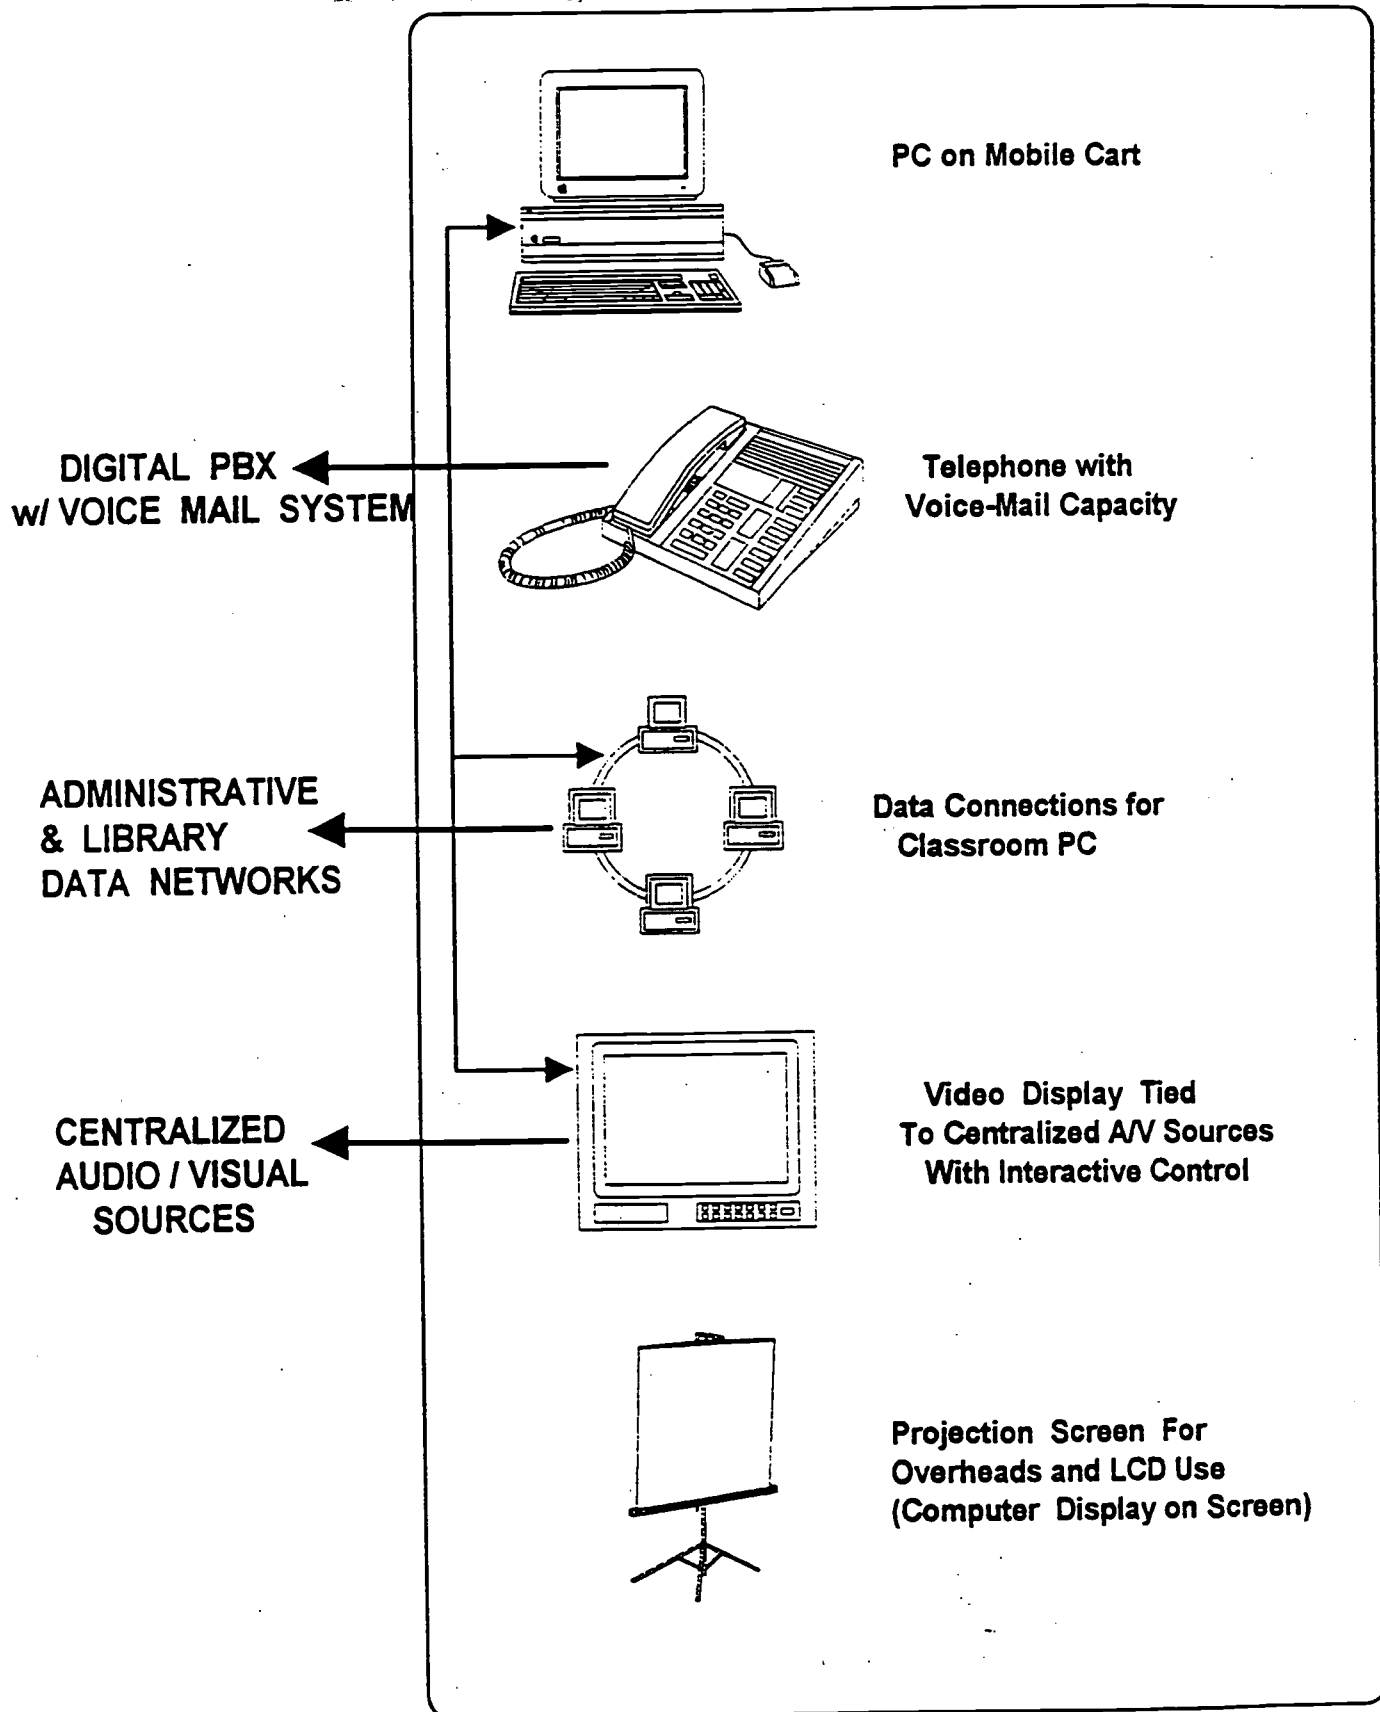 PC on Mobile Cart
DIGITAL PBX
w/ VOICE MAIL SYSTEM
Telephone with
Voice-Mail Capacity
ADMINISTRATIVE
& LIBRARY
DATA NETWORKS
Data Connections for
Classroom PC
CENTRALIZED
AUDIO / VISUAL
SOURCES
Video Display Tied
To Centralized A/V Sources
With Interactive Control
Projection Screen For
Overheads and LCD Use
(Computer Display on Screen)